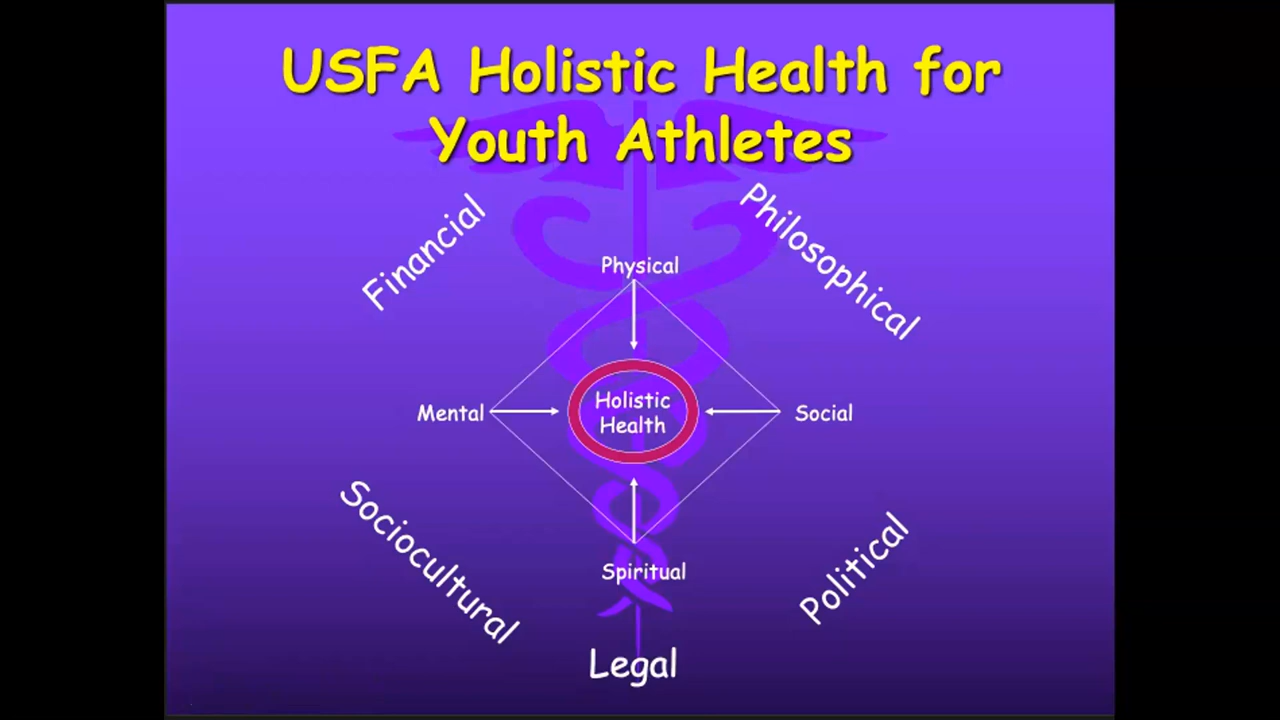 USFA Holistic Health for
Youth Athletes
Financial
Philosophical
Physical
Mental
Holistic
Health
Social
Sociocultural
Spiritual
Political
Legal